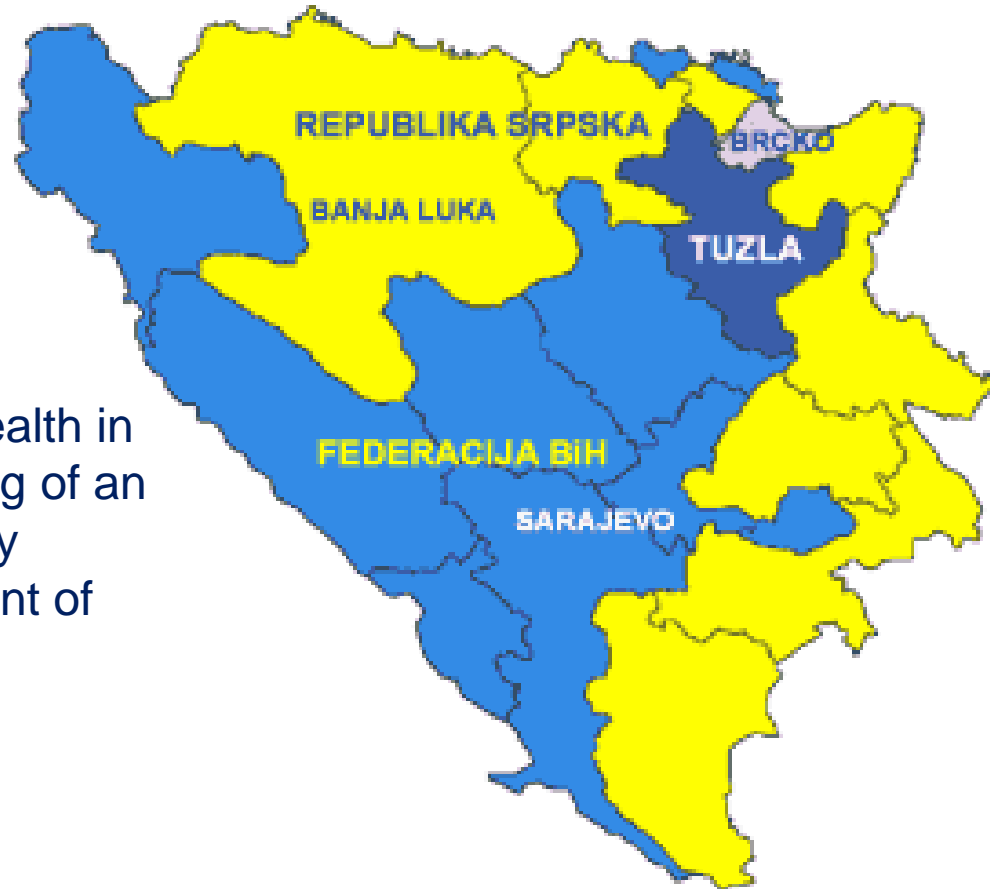 REPUBLIKA SRPSKA
BRCKO
BANJA LUKA
TUZLA
ealth in
g of an
y
nt of
FEDERACIJA BiH
SARAJEVO